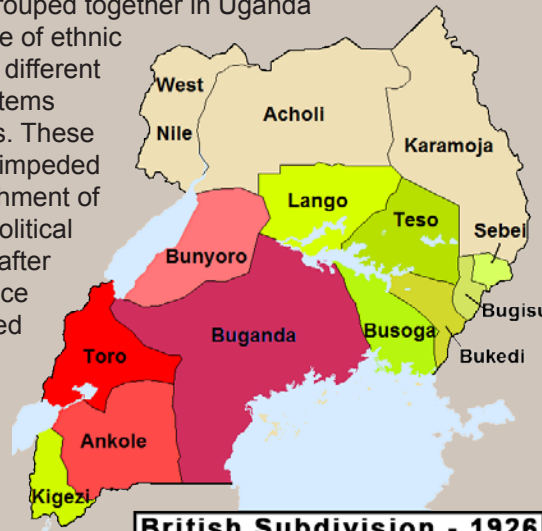 rouped together in Uganda
e of ethnic
different
tems
s. These
impeded
hment of
olitical
after
ce
ed
West
Nile
Acholi
Karamoja
Lango
Teso
Sebei
Bunyoro
Bugisu
Buganda
Busoga
Bukedi
Toro
Ankole
Kigezi
British Subdivision - 1926